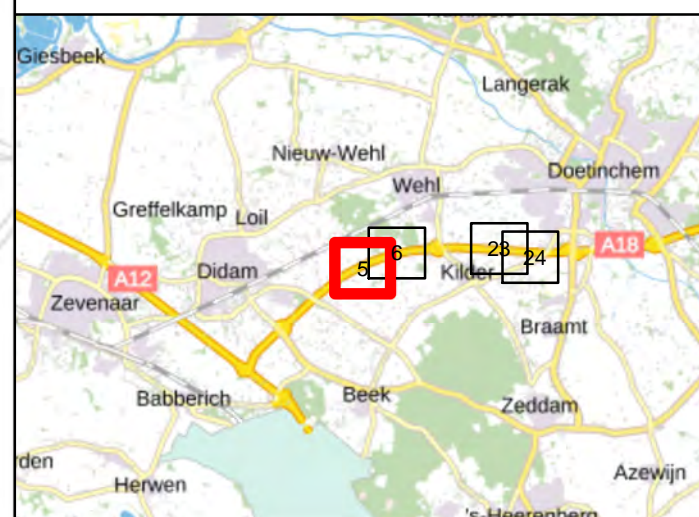 Giesbeek
Langerak
Nieuw-Wehl
Doetinchem
Wehl
Greffelkamp
Loil
A18
5
6
23
24
Didam
A12
Kilder
Zevenaar
Braamt
Babberich
Beek
Zeddam
rden
Herwen
Azewijn
's-Heerenberg